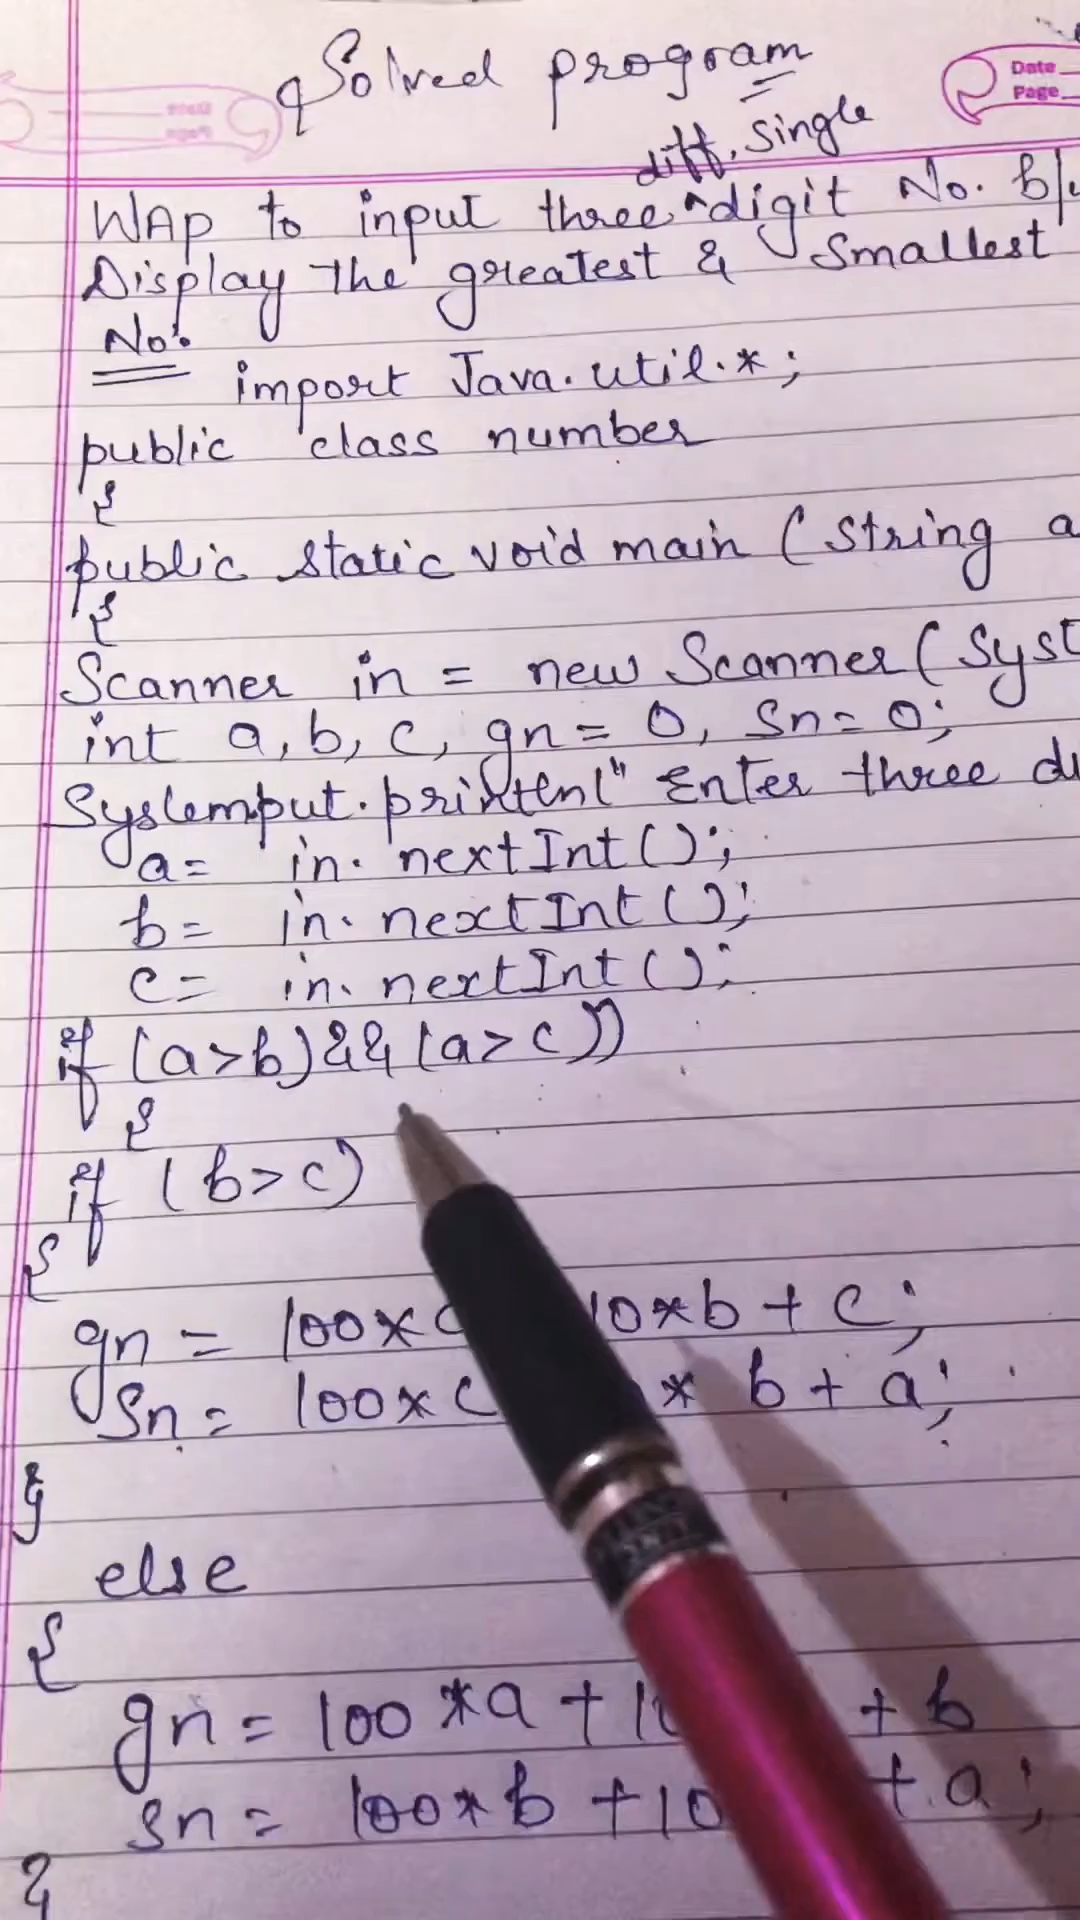 Solved program
Date
Page
diff. single
WAP to input three ^ digit No.
Display the greatest & Smallest
No.
import Java.util.*;
public class number
{
public static void main (String
{
Scanner in = new Scanner (Syst
int a, b, c, gn = 0, Sn = 0;
System.out.println" Enter three
a= in. nextInt();
b= in. nextInt();
c= in. nextInt();
if (a>b)&&(a>c))
{
if (b>c)
{
gn = 100* 10*b + c;
Sn = 100*c * b + a;
}
else
{
gn = 100 *a + + b
sn = 100*b +10 + a;
}